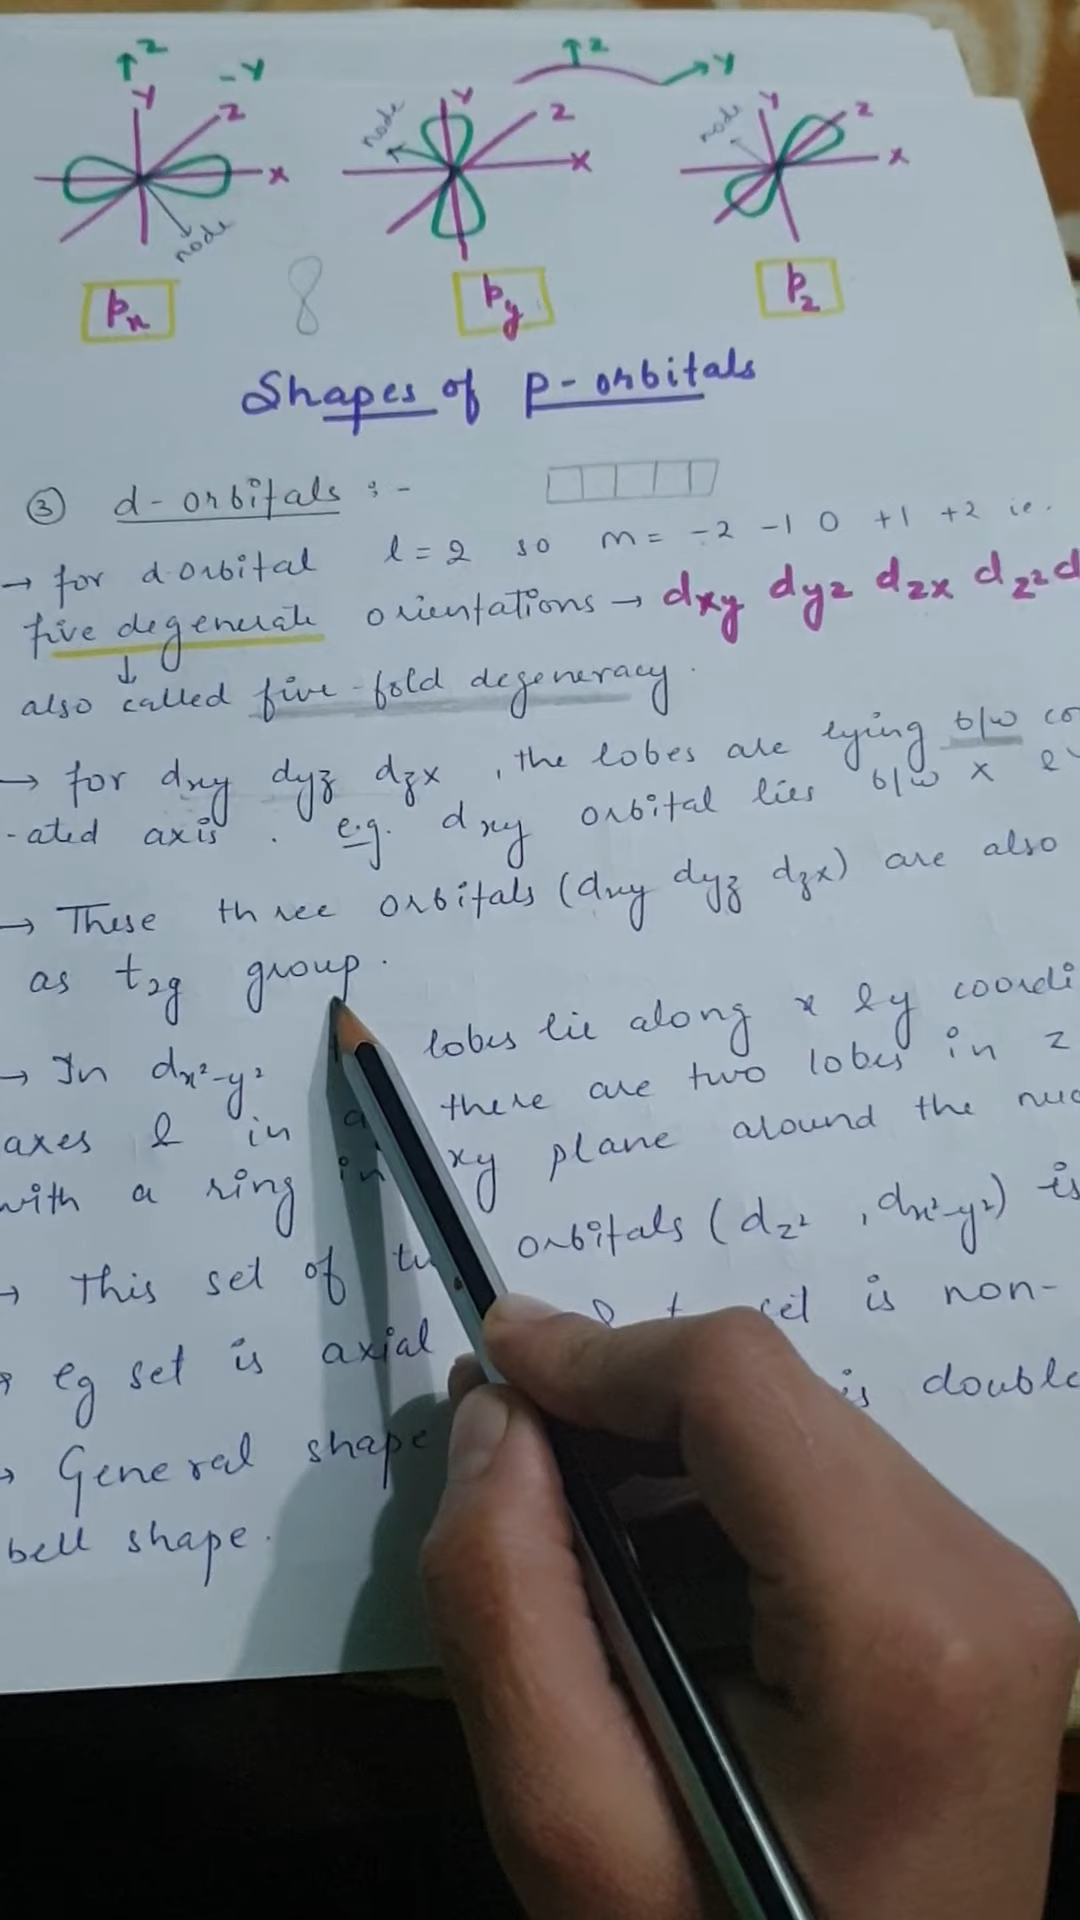 ↑z -y ↑z → y
y z x node
node y z x
node y z x
px py pz
Shapes of p-orbitals
③ d-orbitals :-
→ for d orbital l = 2 so m = -2 -1 0 +1 +2 ie.
five degenerate orientations → dxy dyz dzx dz² d
↓
also called five-fold degeneracy.
→ for dxy dyz dzx , the lobes are lying b/w co
-ated axis. e.g. dxy orbital lies b/w x &
→ These three orbitals (dxy dyz dzx) are also
as t2g group.
→ In dx²-y² lobes lie along x & y coordi
axes & in there are two lobes in z
with a ring in xy plane around the nuc
→ This set of orbitals (dz² , dx²-y²) is
eg set is axial & set is non-
→ General shape is double
bell shape.